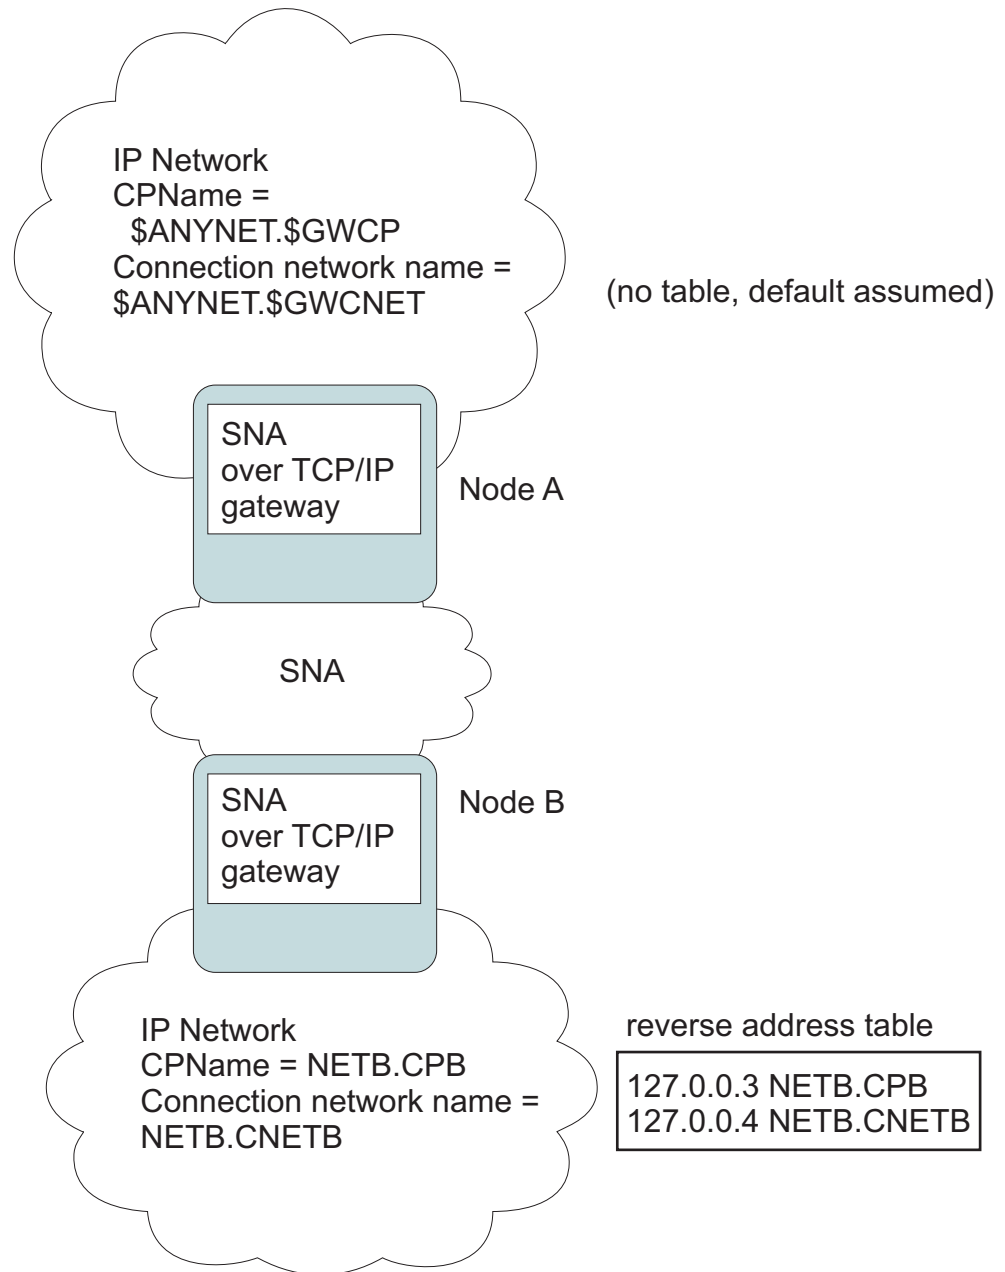 IP Network
CPName =
$ANYNET.$GWCP
Connection network name =
$ANYNET.$GWCNET
(no table, default assumed)
SNA
over TCP/IP
gateway
Node A
SNA
SNA
over TCP/IP
gateway
Node B
IP Network
CPName = NETB.CPB
Connection network name =
NETB.CNETB
reverse address table
127.0.0.3 NETB.CPB
127.0.0.4 NETB.CNETB